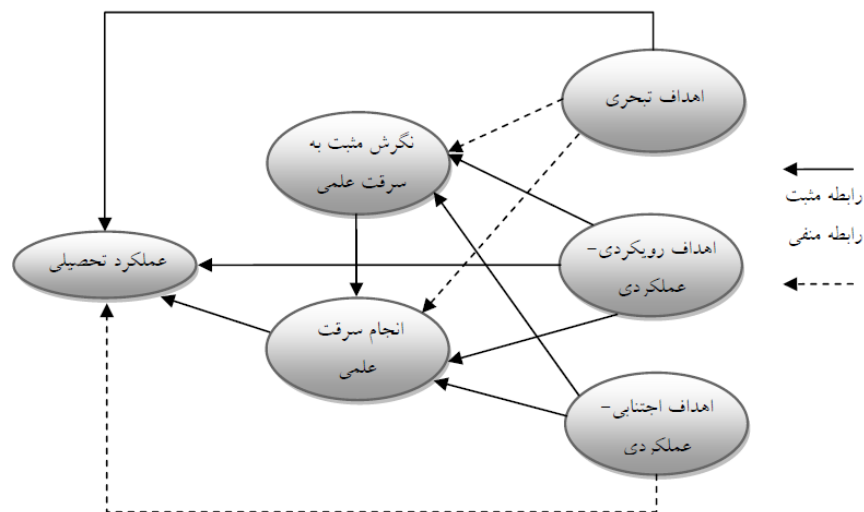 اهداف تبحری
نگرش مثبت به
سرقت علمی
رابطه مثبت
رابطه منفی
اهداف رویکردی-
عملکردی
عملکرد تحصیلی
انجام سرقت
علمی
اهداف اجتنابی-
عملکردی